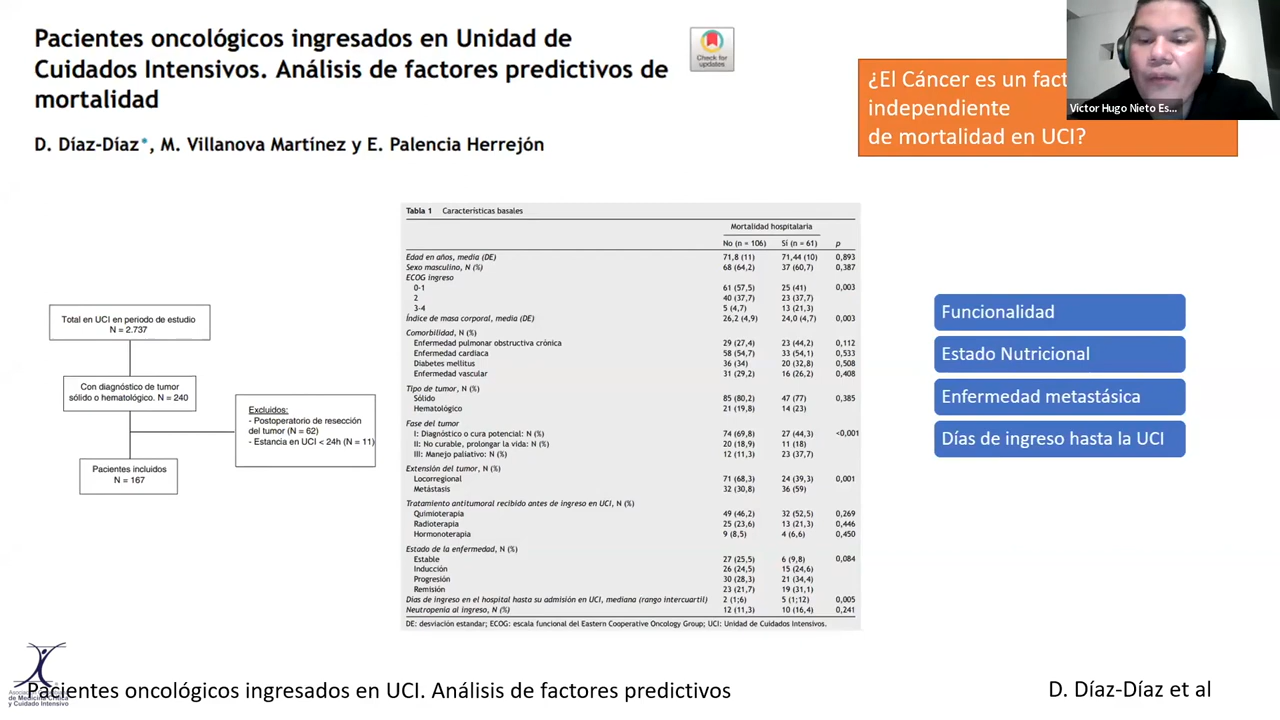 Pacientes oncológicos ingresados en Unidad de
Cuidados Intensivos. Análisis de factores predictivos de
mortalidad
Check for
updates
D. Díaz-Díaz*, M. Villanova Martínez y E. Palencia Herrejón
¿El Cáncer es un fact
independiente
de mortalidad en UCI?
Víctor Hugo Nieto Es...
Total en UCI en periodo de estudio
N = 2.737
Con diagnóstico de tumor
sólido o hematológico. N = 240
Excluidos:
- Postoperatorio de resección
del tumor (N = 62)
- Estancia en UCI < 24h (N = 11)
Pacientes incluidos
N = 167
Tabla 1 Características basales
Mortalidad hospitalaria
No (n = 106) Sí (n = 61) p
Edad en años, media (DE) 71,8 (11) 71,44 (10) 0,893
Sexo masculino, N (%) 68 (64,2) 37 (60,7) 0,387
ECOG ingreso
0-1 61 (57,5) 25 (41) 0,003
2 40 (37,7) 23 (37,7)
3-4 5 (4,7) 13 (21,3)
Índice de masa corporal, media (DE) 26,2 (4,9) 24,0 (4,7) 0,003
Comorbilidad, N (%)
Enfermedad pulmonar obstructiva crónica 29 (27,4) 23 (44,2) 0,112
Enfermedad cardiaca 58 (54,7) 33 (54,1) 0,533
Diabetes mellitus 36 (34) 20 (32,8) 0,508
Enfermedad vascular 31 (29,2) 16 (26,2) 0,408
Tipo de tumor, N (%)
Sólido 85 (80,2) 47 (77) 0,385
Hematológico 21 (19,8) 14 (23)
Fase del tumor
I: Diagnóstico o cura potencial: N (%) 74 (69,8) 27 (44,3) <0,001
II: No curable, prolongar la vida: N (%) 20 (18,9) 11 (18)
III: Manejo paliativo: N (%) 12 (11,3) 23 (37,7)
Extensión del tumor, N (%)
Locorregional 71 (68,3) 24 (39,3) 0,001
Metástasis 32 (30,8) 36 (59)
Tratamiento antitumoral recibido antes de ingreso en UCI, N (%)
Quimioterapia 49 (46,2) 32 (52,5) 0,269
Radioterapia 25 (23,6) 13 (21,3) 0,446
Hormonoterapia 9 (8,5) 4 (6,6) 0,450
Estado de la enfermedad, N (%)
Estable 27 (25,5) 6 (9,8) 0,084
Inducción 26 (24,5) 15 (24,6)
Progresión 30 (28,3) 21 (34,4)
Remisión 23 (21,7) 19 (31,1)
Días de ingreso en el hospital hasta su admisión en UCI, mediana (rango intercuartil) 2 (1;6) 5 (1;12) 0,005
Neutropenia al ingreso, N (%) 12 (11,3) 10 (16,4) 0,241
DE: desviación estandar; ECOG: escala funcional del Eastern Cooperative Oncology Group; UCI: Unidad de Cuidados Intensivos.
Funcionalidad
Estado Nutricional
Enfermedad metastásica
Días de ingreso hasta la UCI
de Medicina Crítica
y Cuidado Intensivo
Pacientes oncológicos ingresados en UCI. Análisis de factores predictivos
D. Díaz-Díaz et al